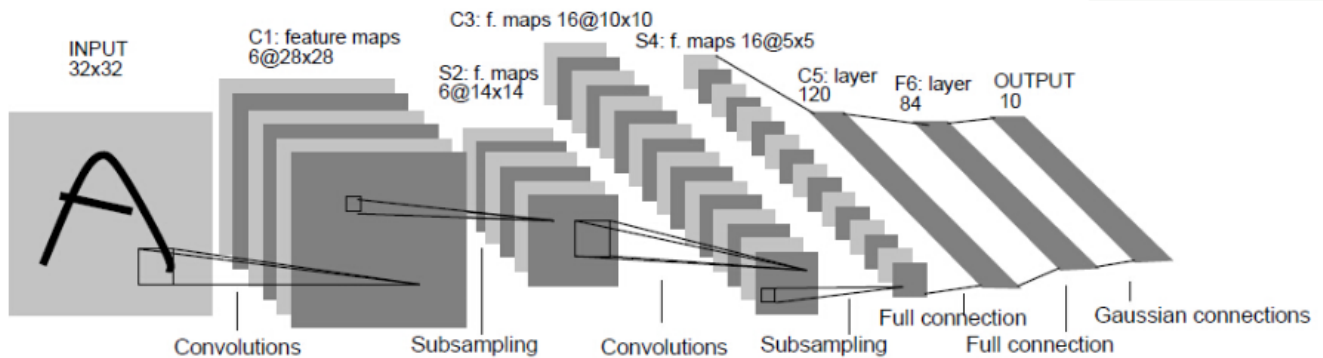 INPUT
32x32
C1: feature maps
6@28x28
S2: f. maps
6@14x14
C3: f. maps 16@10x10
S4: f. maps 16@5x5
C5: layer
120
F6: layer
84
OUTPUT
10
Convolutions
Subsampling
Convolutions
Subsampling
Full connection
Full connection
Gaussian connections
A